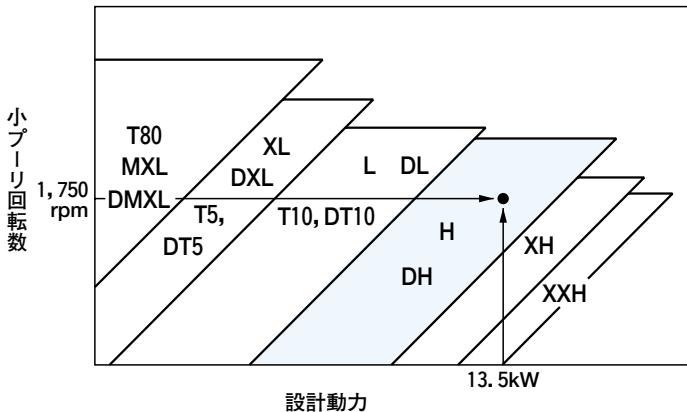 小プーリ回転数
1,750
rpm
T80
MXL
DMXL
XL
DXL
T5,
DT5
L DL
T10, DT10
H
DH
XH
XXH
13.5kW
設計動力